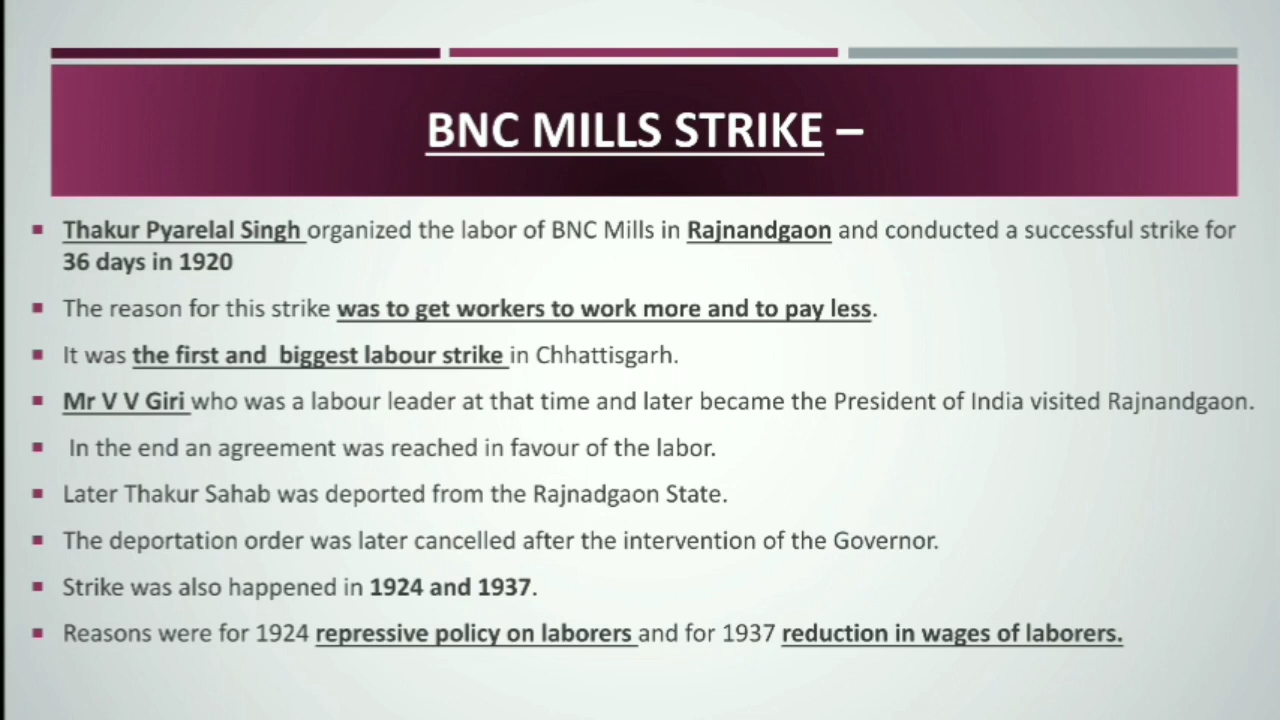 BNC MILLS STRIKE –
Thakur Pyarelal Singh organized the labor of BNC Mills in Rajnandgaon and conducted a successful strike for
36 days in 1920
The reason for this strike was to get workers to work more and to pay less.
It was the first and  biggest labour strike in Chhattisgarh.
Mr V V Giri who was a labour leader at that time and later became the President of India visited Rajnandgaon.
In the end an agreement was reached in favour of the labor.
Later Thakur Sahab was deported from the Rajnadgaon State.
The deportation order was later cancelled after the intervention of the Governor.
Strike was also happened in 1924 and 1937.
Reasons were for 1924 repressive policy on laborers and for 1937 reduction in wages of laborers.